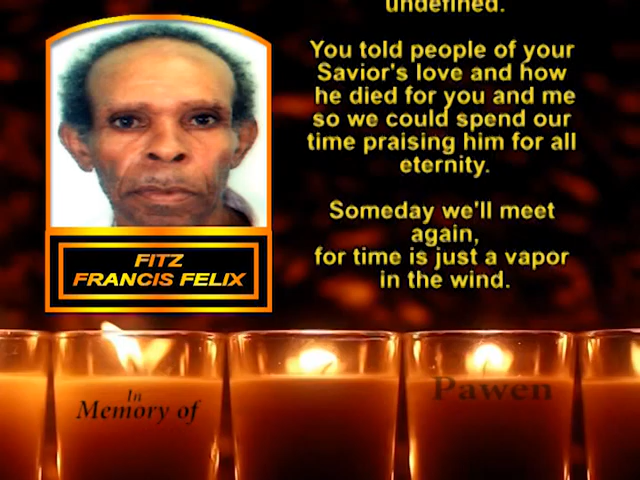 undefined.
You told people of your
Savior's love and how
he died for you and me
so we could spend our
time praising him for all
eternity.
Someday we'll meet
again,
for time is just a vapor
in the wind.
FITZ
FRANCIS FELIX
In
Memory of
Pawen